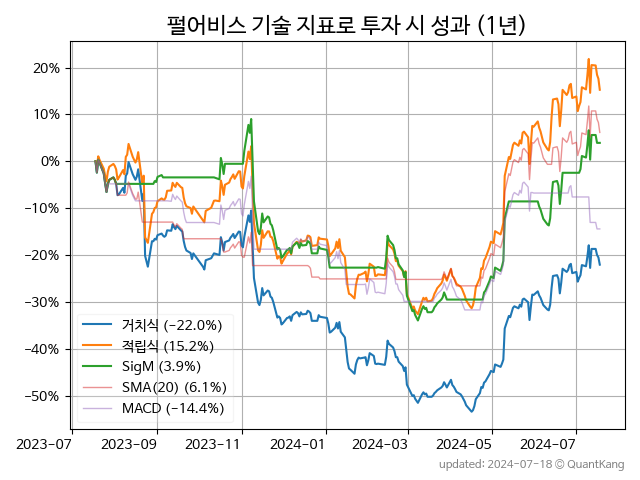 펄어비스 기술 지표로 투자 시 성과 (1년)
20%
10%
0%
−10%
−20%
−30%
−40%
−50%
거치식 (−22.0%)
적립식 (15.2%)
SigM (3.9%)
SMA(20) (6.1%)
MACD (−14.4%)
2023-07
2023-09
2023-11
2024-01
2024-03
2024-05
2024-07
updated: 2024-07-18 @ QuantKang